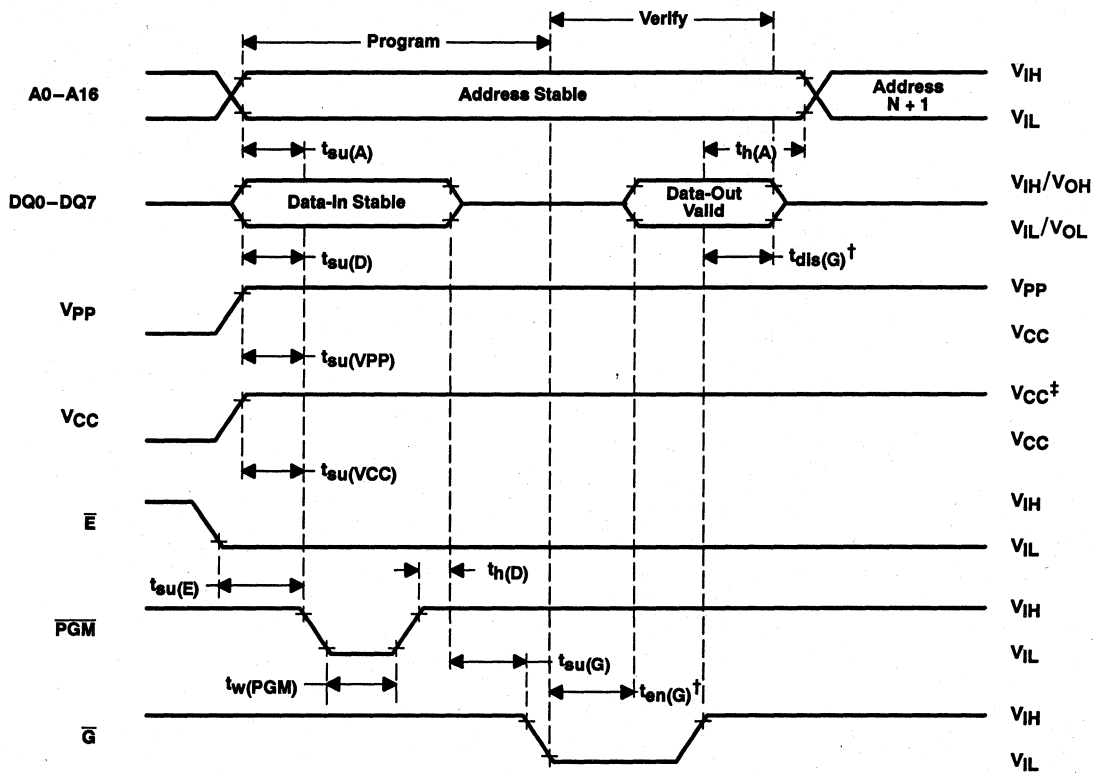 Verify
Program
A0–A16
Address Stable
Address
N + 1
VIH
VIL
tsu(A)
th(A)
DQ0–DQ7
Data-In Stable
Data-Out
Valid
VIH/VOH
VIL/VOL
tsu(D)
tdis(G)†
VPP
VPP
VCC
tsu(VPP)
VCC
VCC‡
VCC
tsu(VCC)
E̅
VIH
VIL
tsu(E)
th(D)
P̅G̅M̅
VIH
VIL
tw(PGM)
tsu(G)
ten(G)†
G̅
VIH
VIL